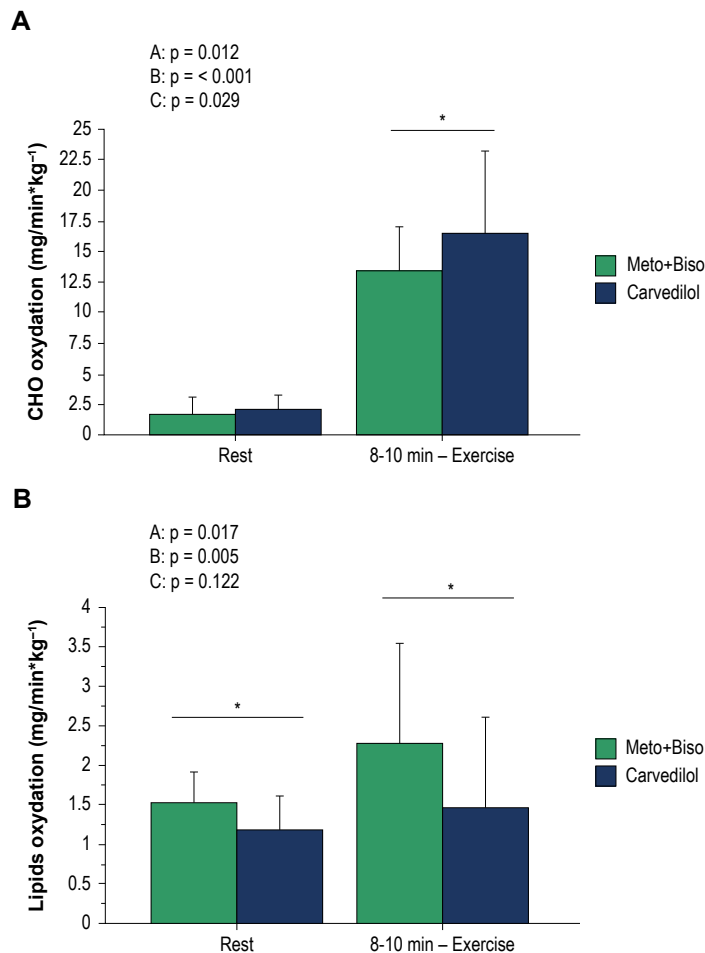 A
A: p = 0.012
B: p = < 0.001
C: p = 0.029
CHO oxydation (mg/min*kg⁻¹)
25
22.5
20
17.5
15
12.5
10
7.5
5
2.5
0
*
Rest
8-10 min – Exercise
Meto+Biso
Carvedilol
B
A: p = 0.017
B: p = 0.005
C: p = 0.122
Lipids oxydation (mg/min*kg⁻¹)
4
3.5
3
2.5
2
1.5
1
0.5
0
*
*
Rest
8-10 min – Exercise
Meto+Biso
Carvedilol